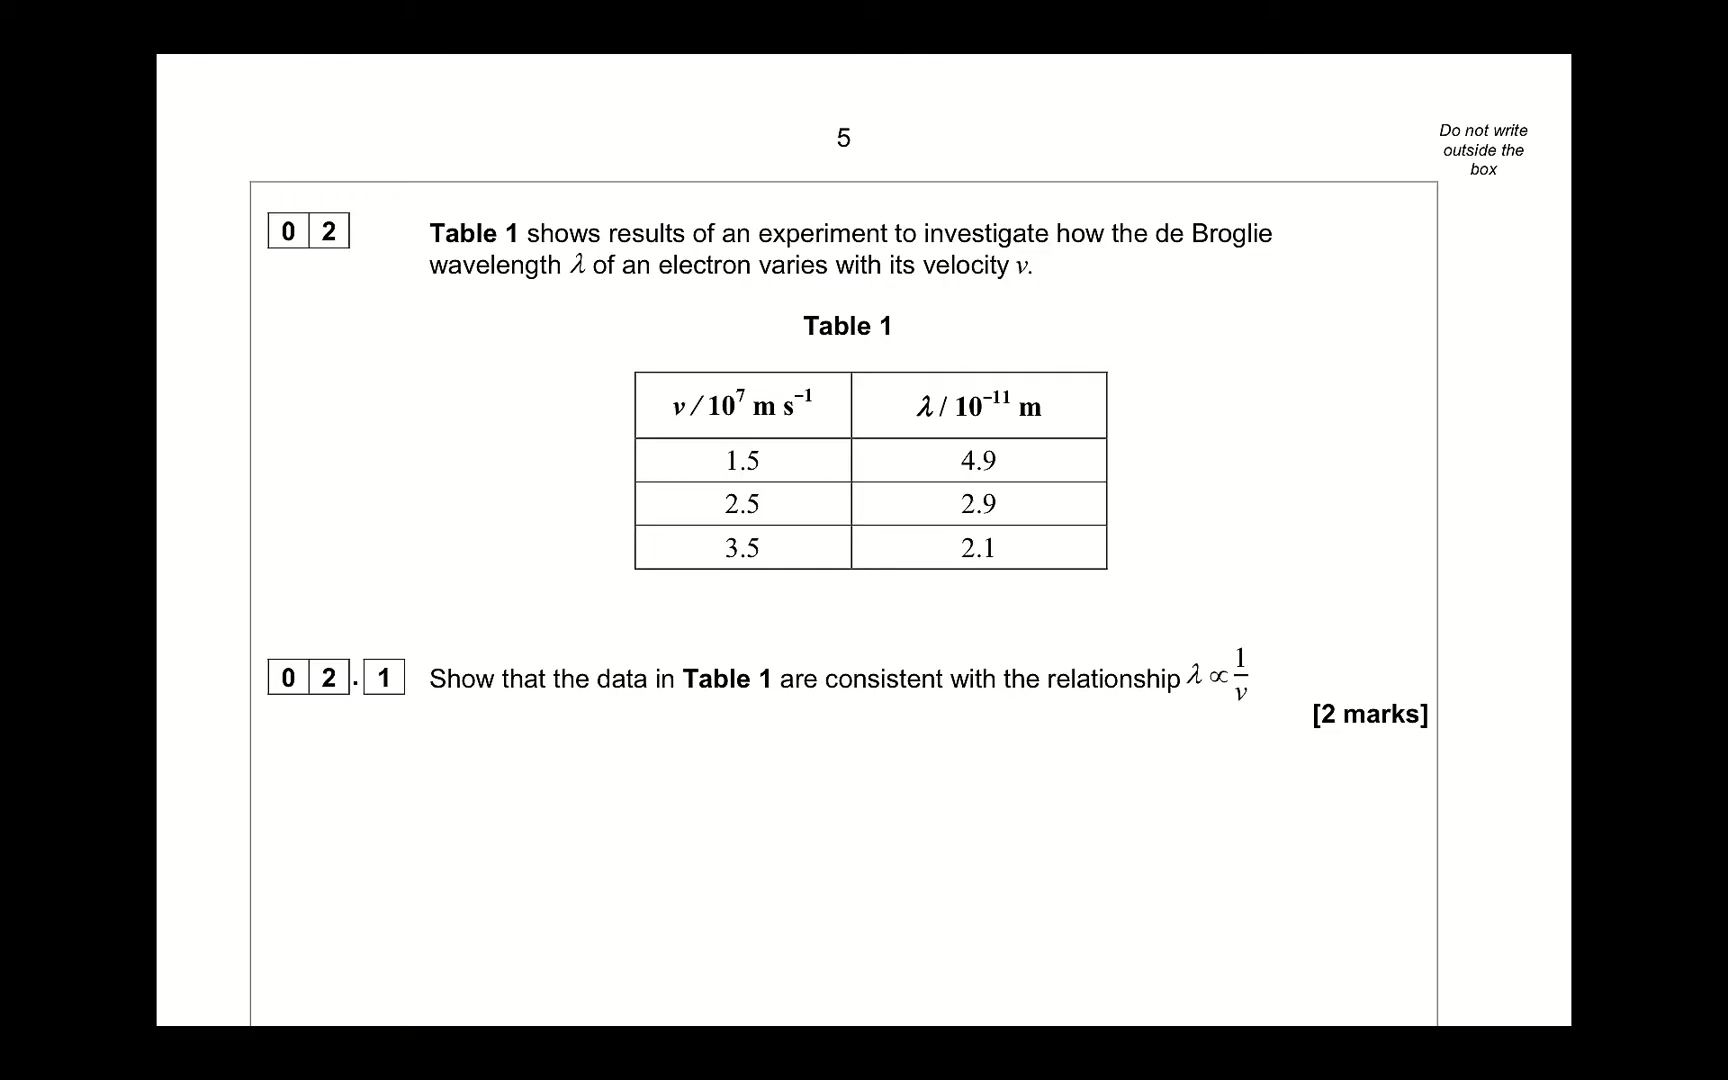 5
Do not write
outside the
box
0 2
Table 1 shows results of an experiment to investigate how the de Broglie
wavelength λ of an electron varies with its velocity v.
Table 1
v / 10⁷ m s⁻¹ λ / 10⁻¹¹ m
1.5 4.9
2.5 2.9
3.5 2.1
0 2 . 1 Show that the data in Table 1 are consistent with the relationship λ ∝ 1/v
[2 marks]